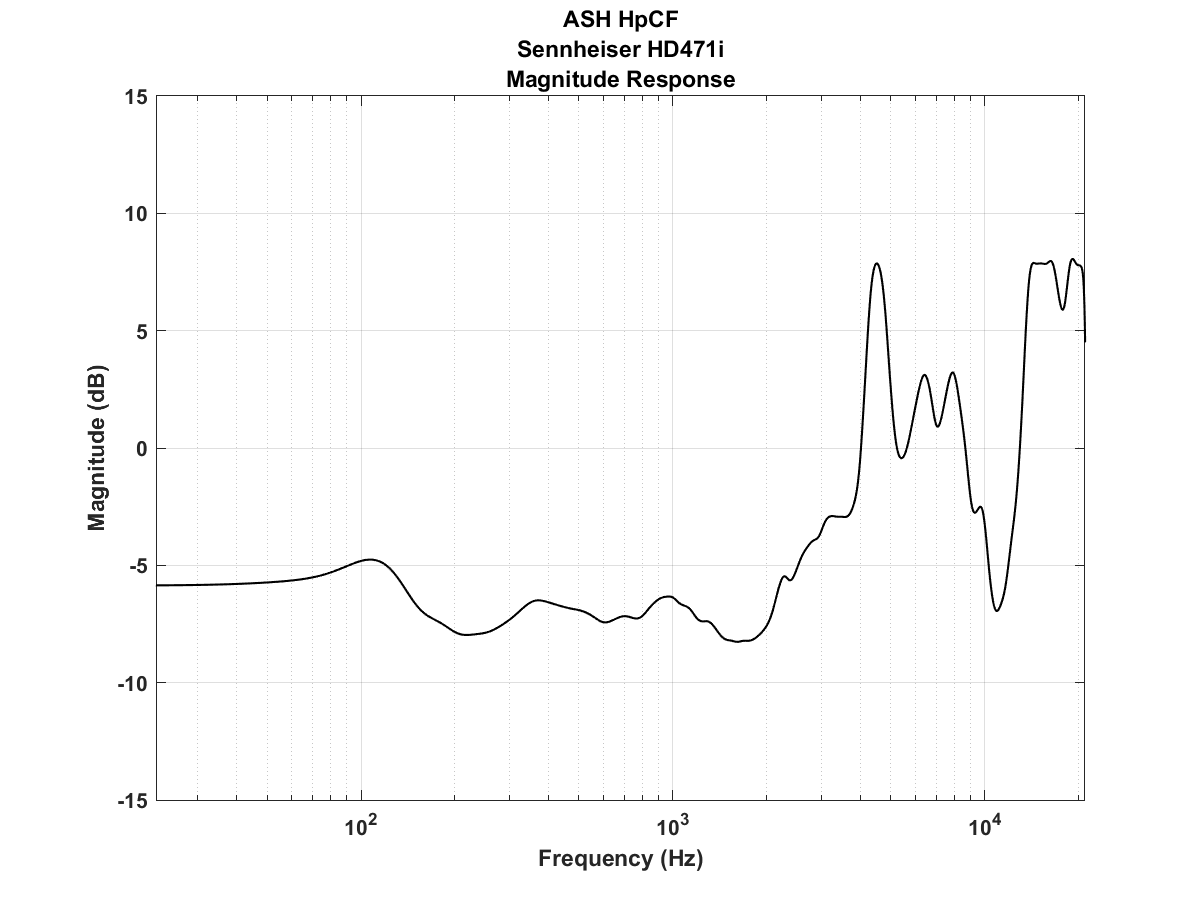 ASH HpCF
Sennheiser HD471i
Magnitude Response
15
10
5
0
-5
-10
-15
Magnitude (dB)
10² 10³ 10⁴
Frequency (Hz)